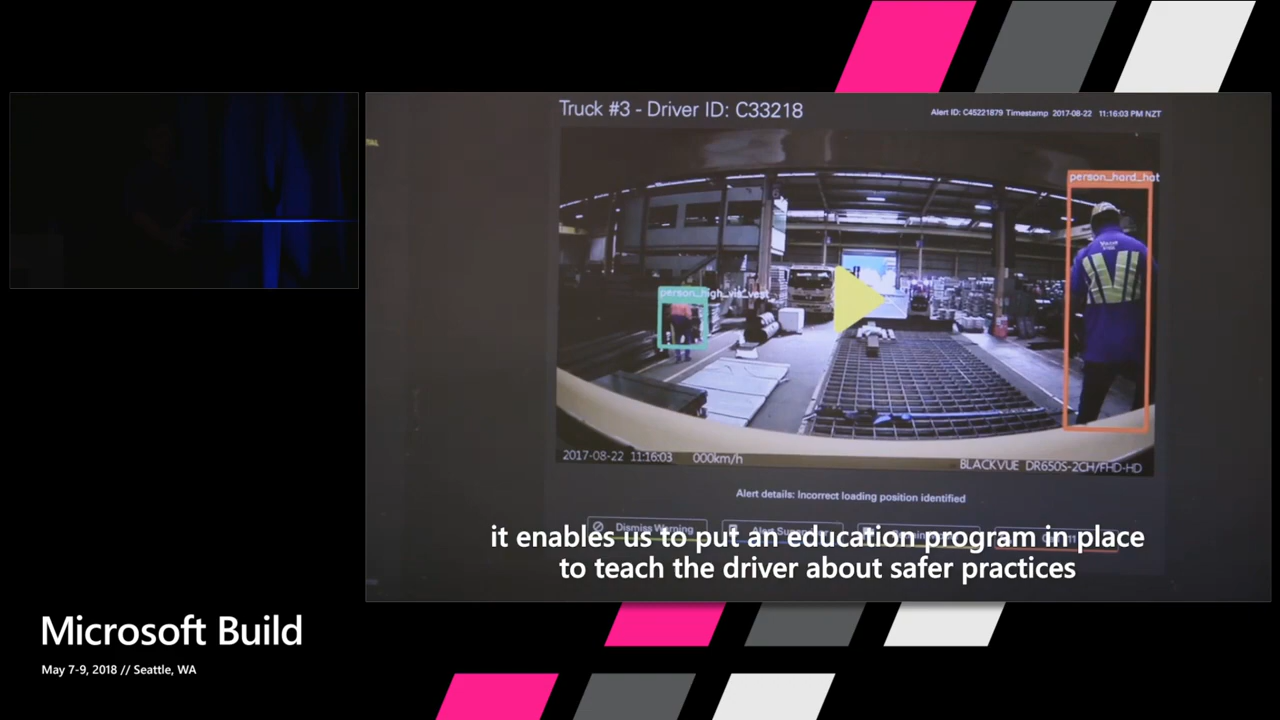 Truck #3 - Driver ID: C33218
Alert ID: C45221879 Timestamp 2017-08-22 11:16:03 PM NZT
TAL
person_hard_hat
person_high_vis_vest
2017-08-22 11:16:03 000km/h
BLACKVUE DR650S-2CH/FHD-HD
Alert details: Incorrect loading position identified
Dismiss Warning
it enables us to put an education program in place
to teach the driver about safer practices
Microsoft Build
May 7-9, 2018 // Seattle, WA